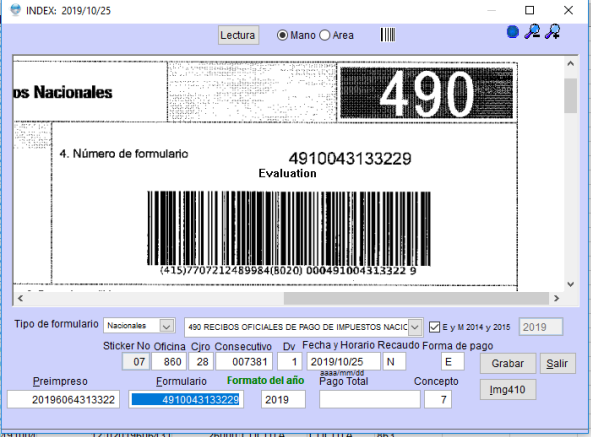 INDEX: 2019/10/25
Lectura Mano Area
os Nacionales
490
4. Número de formulario
4910043133229
Evaluation
(415)7707212489984(8020) 000491004313322 9
Tipo de formulario Nacionales 490 RECIBOS OFICIALES DE PAGO DE IMPUESTOS NACIC E y M 2014 y 2015 2019
Sticker No Oficina Cjro Consecutivo Dv Fecha y Horario Recaudo Forma de pago
07 860 28 007381 1 2019/10/25 N E Grabar Salir
aaaa/mm/dd
Preimpreso Formulario Formato del año Pago Total Concepto Img410
20196064313322 4910043133229 2019 7